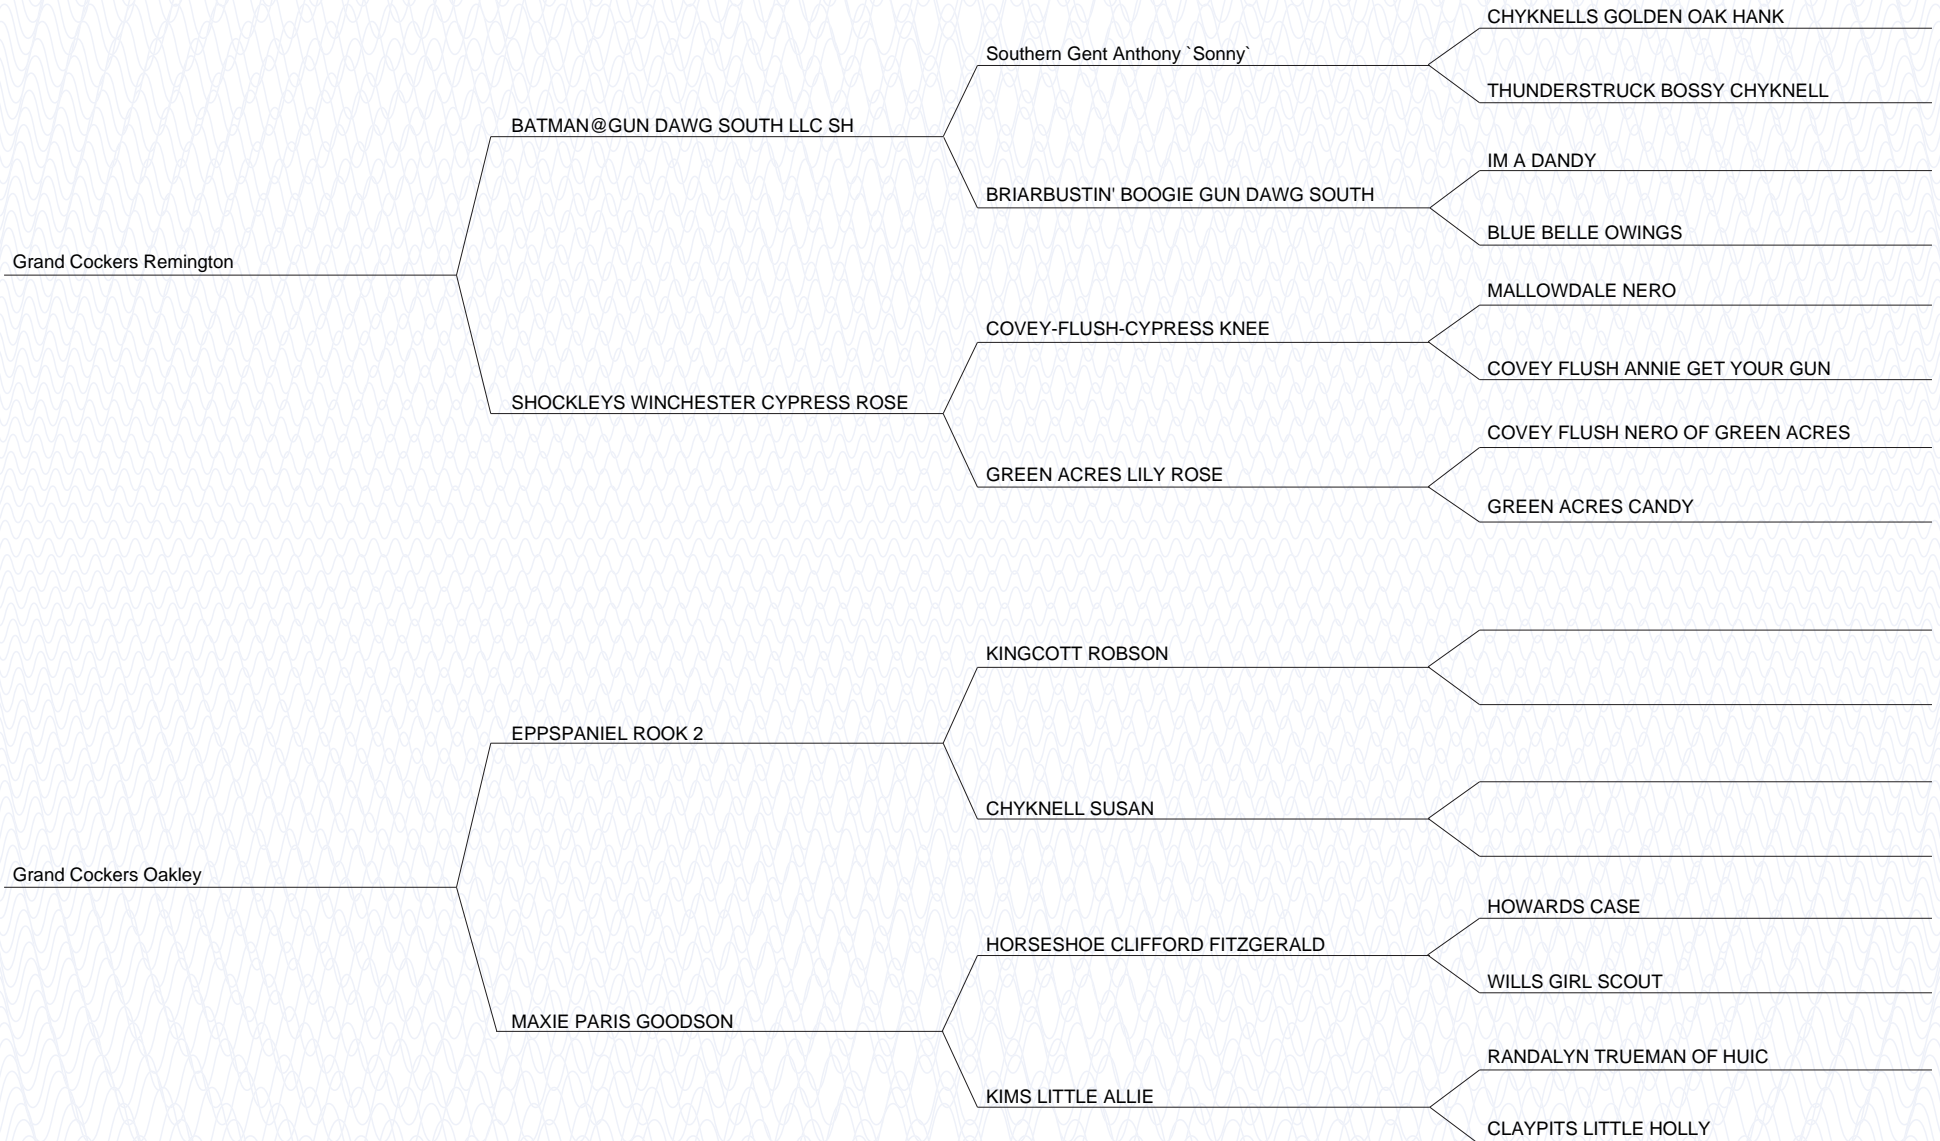 CHYKNELLS GOLDEN OAK HANK
Southern Gent Anthony `Sonny`
THUNDERSTRUCK BOSSY CHYKNELL
BATMAN@GUN DAWG SOUTH LLC SH
IM A DANDY
BRIARBUSTIN' BOOGIE GUN DAWG SOUTH
BLUE BELLE OWINGS
Grand Cockers Remington
MALLOWDALE NERO
COVEY-FLUSH-CYPRESS KNEE
COVEY FLUSH ANNIE GET YOUR GUN
SHOCKLEYS WINCHESTER CYPRESS ROSE
COVEY FLUSH NERO OF GREEN ACRES
GREEN ACRES LILY ROSE
GREEN ACRES CANDY
KINGCOTT ROBSON
EPPSPANIEL ROOK 2
CHYKNELL SUSAN
Grand Cockers Oakley
HOWARDS CASE
HORSESHOE CLIFFORD FITZGERALD
WILLS GIRL SCOUT
MAXIE PARIS GOODSON
RANDALYN TRUEMAN OF HUIC
KIMS LITTLE ALLIE
CLAYPITS LITTLE HOLLY